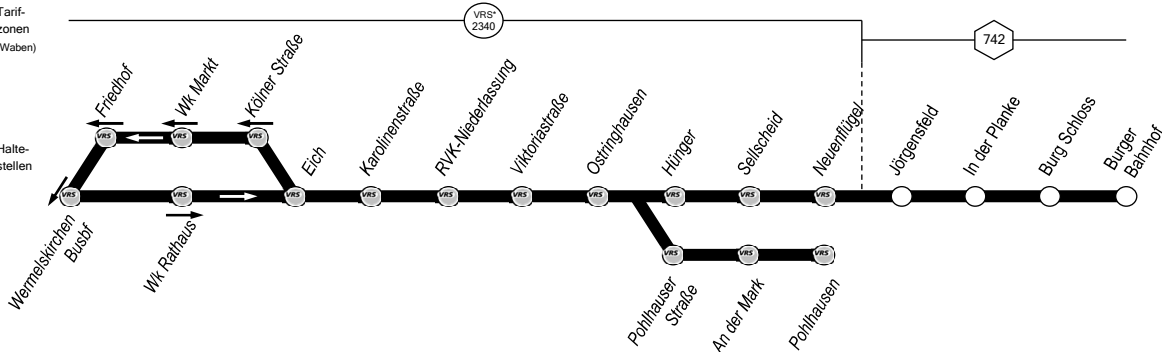 Tarif-
zonen
(Waben)
VRS*
2340
742
Halte-
stellen
Friedhof
Wk Markt
Kölner Straße
Eich
Karolinenstraße
RVK-Niederlassung
Viktoriastraße
Ostringhausen
Hünger
Sellscheid
Neuenflügel
Jörgensfeld
In der Planke
Burg Schloss
Burger
Bahnhof
VRS
VRS
VRS
VRS
VRS
VRS
VRS
VRS
VRS
VRS
VRS
VRS
VRS
Wermelskirchen
Busbf
Wk Rathaus
VRS
VRS
VRS
Pohlhauser
Straße
An der Mark
Pohlhausen